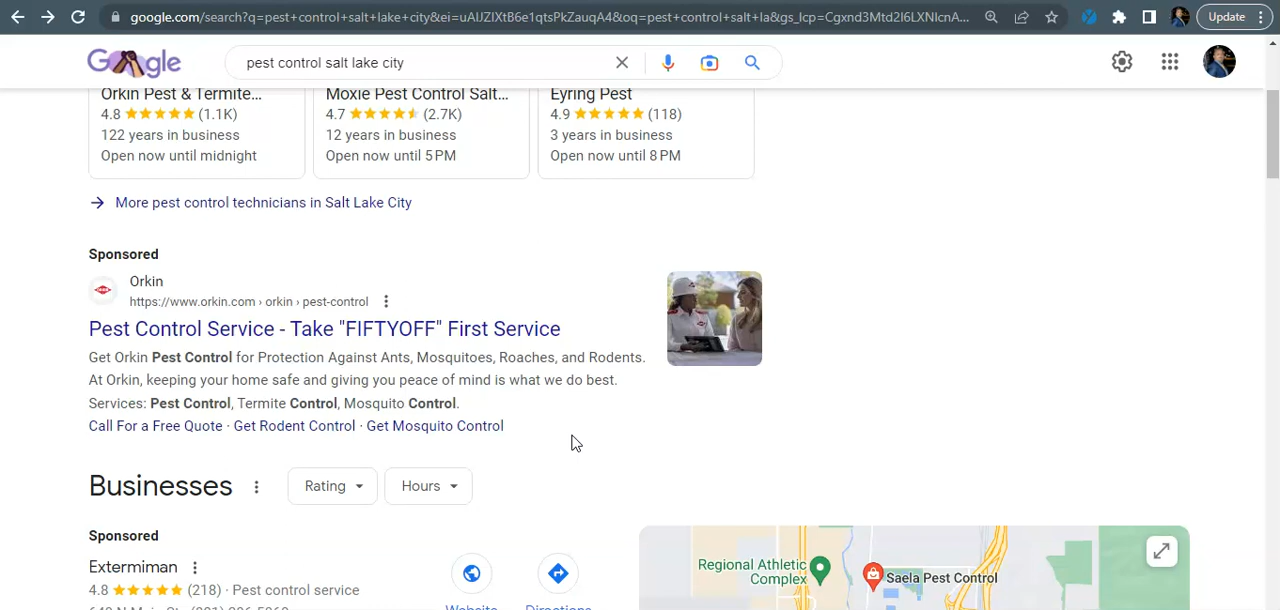 google.com/search?q=pest+control+salt+lake+city&ei=uAIJZIXtB6e1qtsPkZauqA4&oq=pest+control+salt+la&gs_lcp=Cgxnd3Mtd2l6LXNlcnA...
Update
Google
pest control salt lake city
Orkin Pest & Termite...
4.8 (1.1K)
122 years in business
Open now until midnight
Moxie Pest Control Salt...
4.7 (2.7K)
12 years in business
Open now until 5 PM
Eyring Pest
4.9 (118)
3 years in business
Open now until 8 PM
More pest control technicians in Salt Lake City
Sponsored
Orkin
https://www.orkin.com › orkin › pest-control
Pest Control Service - Take "FIFTYOFF" First Service
Get Orkin Pest Control for Protection Against Ants, Mosquitoes, Roaches, and Rodents.
At Orkin, keeping your home safe and giving you peace of mind is what we do best.
Services: Pest Control, Termite Control, Mosquito Control.
Call For a Free Quote · Get Rodent Control · Get Mosquito Control
Businesses
Rating
Hours
Sponsored
Extermiman
4.8 (218) · Pest control service
Website
Directions
Regional Athletic
Complex
Saela Pest Control